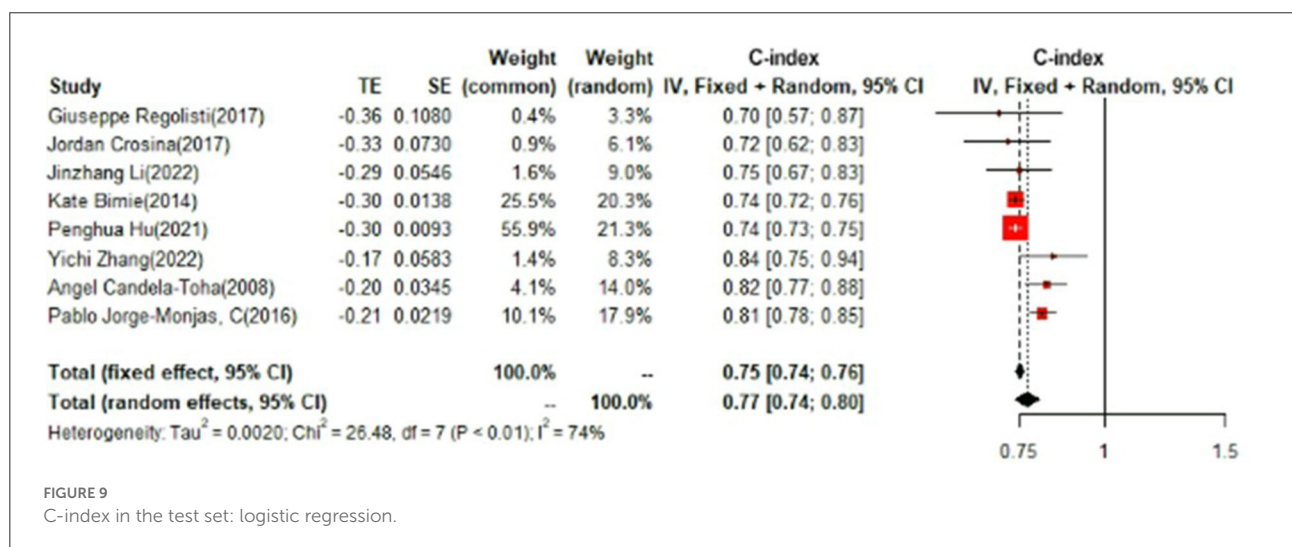 Weight Weight C-index C-index
Study TE SE (common) (random) IV, Fixed + Random, 95% CI IV, Fixed + Random, 95% CI
Giuseppe Regolisti(2017) -0.36 0.1080 0.4% 3.3% 0.70 [0.57; 0.87]
Jordan Crosina(2017) -0.33 0.0730 0.9% 6.1% 0.72 [0.62; 0.83]
Jinzhang Li(2022) -0.29 0.0546 1.6% 9.0% 0.75 [0.67; 0.83]
Kate Birnie(2014) -0.30 0.0138 25.5% 20.3% 0.74 [0.72; 0.76]
Penghua Hu(2021) -0.30 0.0093 55.9% 21.3% 0.74 [0.73; 0.75]
Yichi Zhang(2022) -0.17 0.0583 1.4% 8.3% 0.84 [0.75; 0.94]
Angel Candela-Toha(2008) -0.20 0.0345 4.1% 14.0% 0.82 [0.77; 0.88]
Pablo Jorge-Monjas, C(2016) -0.21 0.0219 10.1% 17.9% 0.81 [0.78; 0.85]
Total (fixed effect, 95% CI) 100.0% -- 0.75 [0.74; 0.76]
Total (random effects, 95% CI) -- 100.0% 0.77 [0.74; 0.80]
Heterogeneity: Tau² = 0.0020; Chi² = 26.48, df = 7 (P < 0.01); I² = 74%
0.75 1 1.5
FIGURE 9
C-index in the test set: logistic regression.